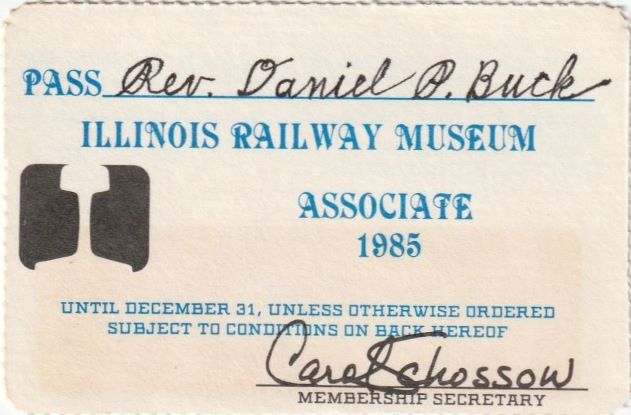 PASS Rev. Daniel P. Buck
ILLINOIS RAILWAY MUSEUM
ASSOCIATE
1985
UNTIL DECEMBER 31, UNLESS OTHERWISE ORDERED
SUBJECT TO CONDITIONS ON BACK HEREOF
Carol Schossow
MEMBERSHIP SECRETARY